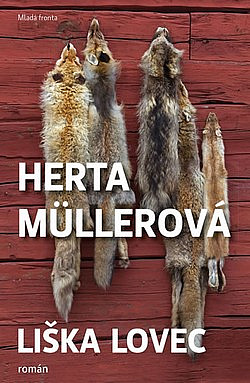 Mladá fronta
HERTA
MÜLLEROVÁ
LIŠKA LOVEC
román